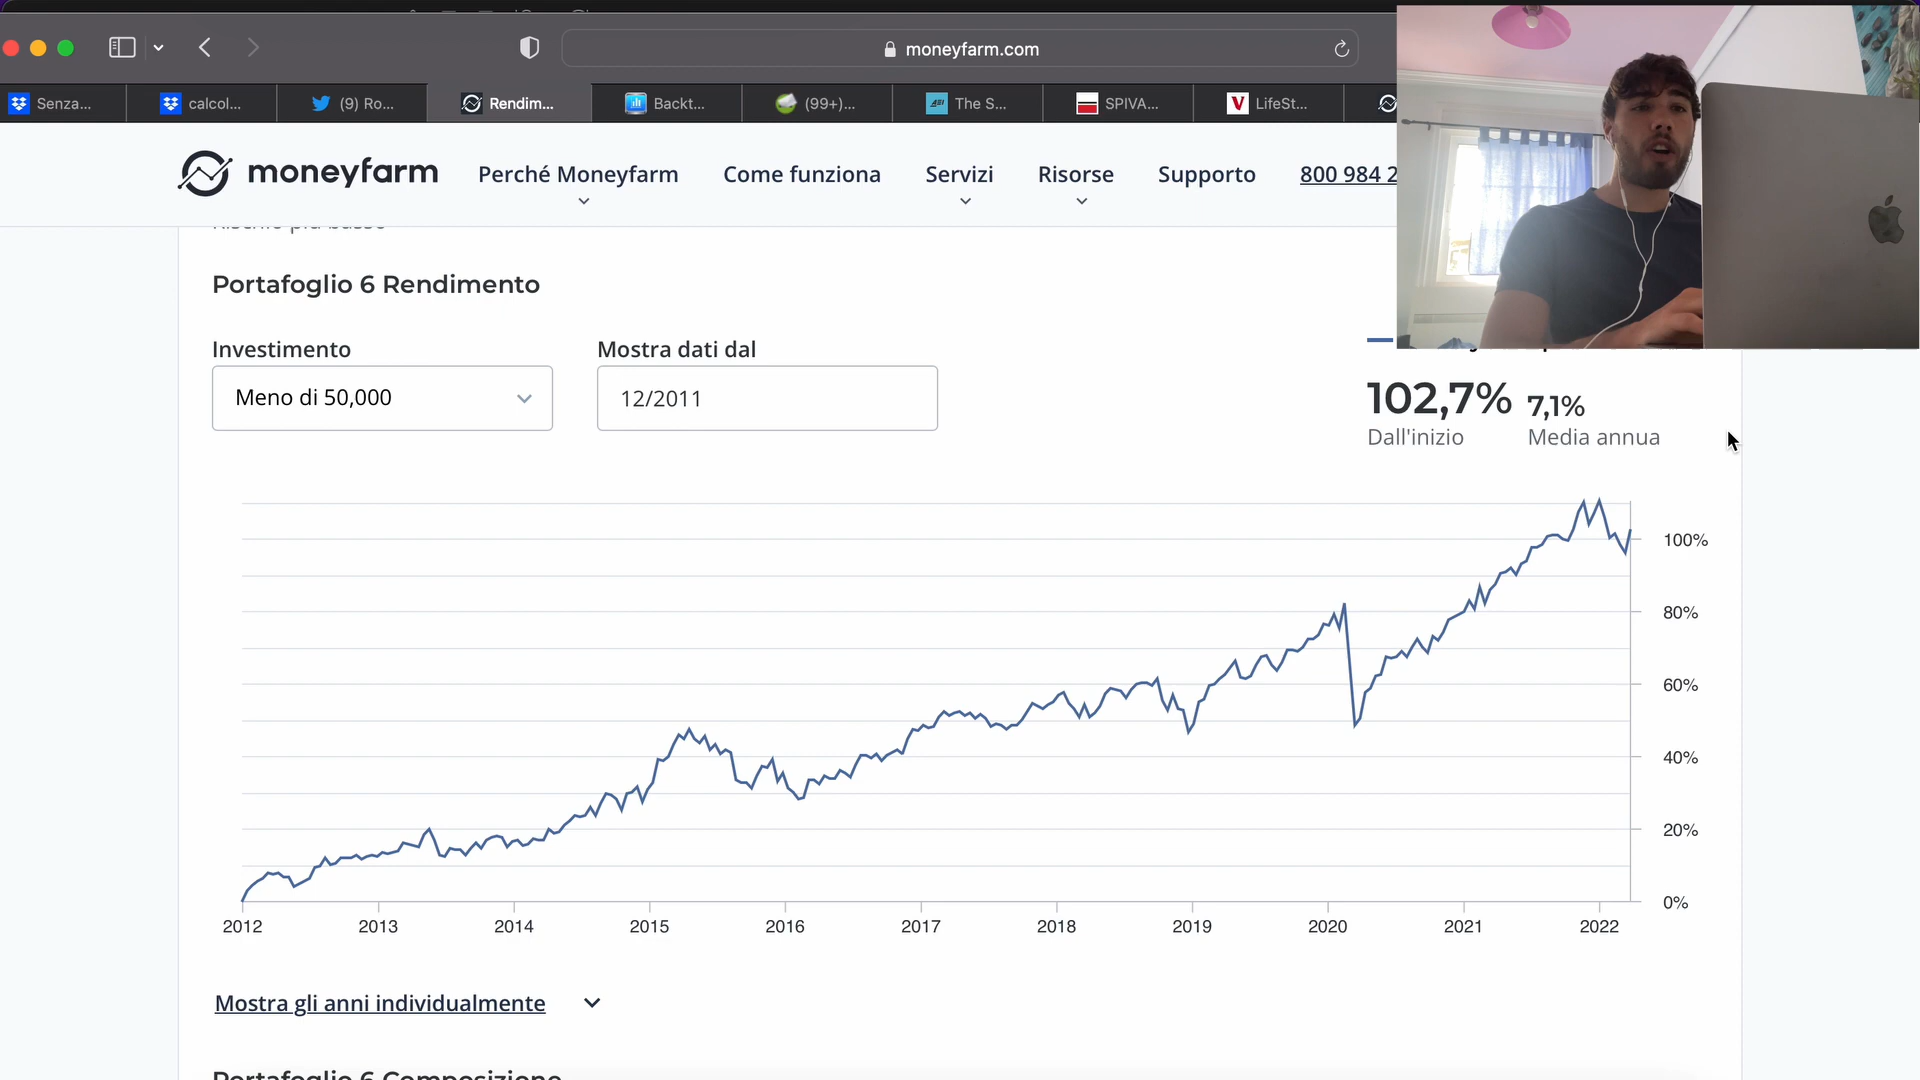 moneyfarm.com
Senza... calcol... (9) Ro... Rendim... Backt... (99+)... The S... SPIVA... LifeSt...
moneyfarm Perché Moneyfarm Come funziona Servizi Risorse Supporto 800 984 2
Portafoglio 6 Rendimento
Investimento Mostra dati dal
Meno di 50,000 12/2011
102,7% 7,1%
Dall'inizio Media annua
100%
80%
60%
40%
20%
0%
2012 2013 2014 2015 2016 2017 2018 2019 2020 2021 2022
Mostra gli anni individualmente
Portafoglio 6 Composizione